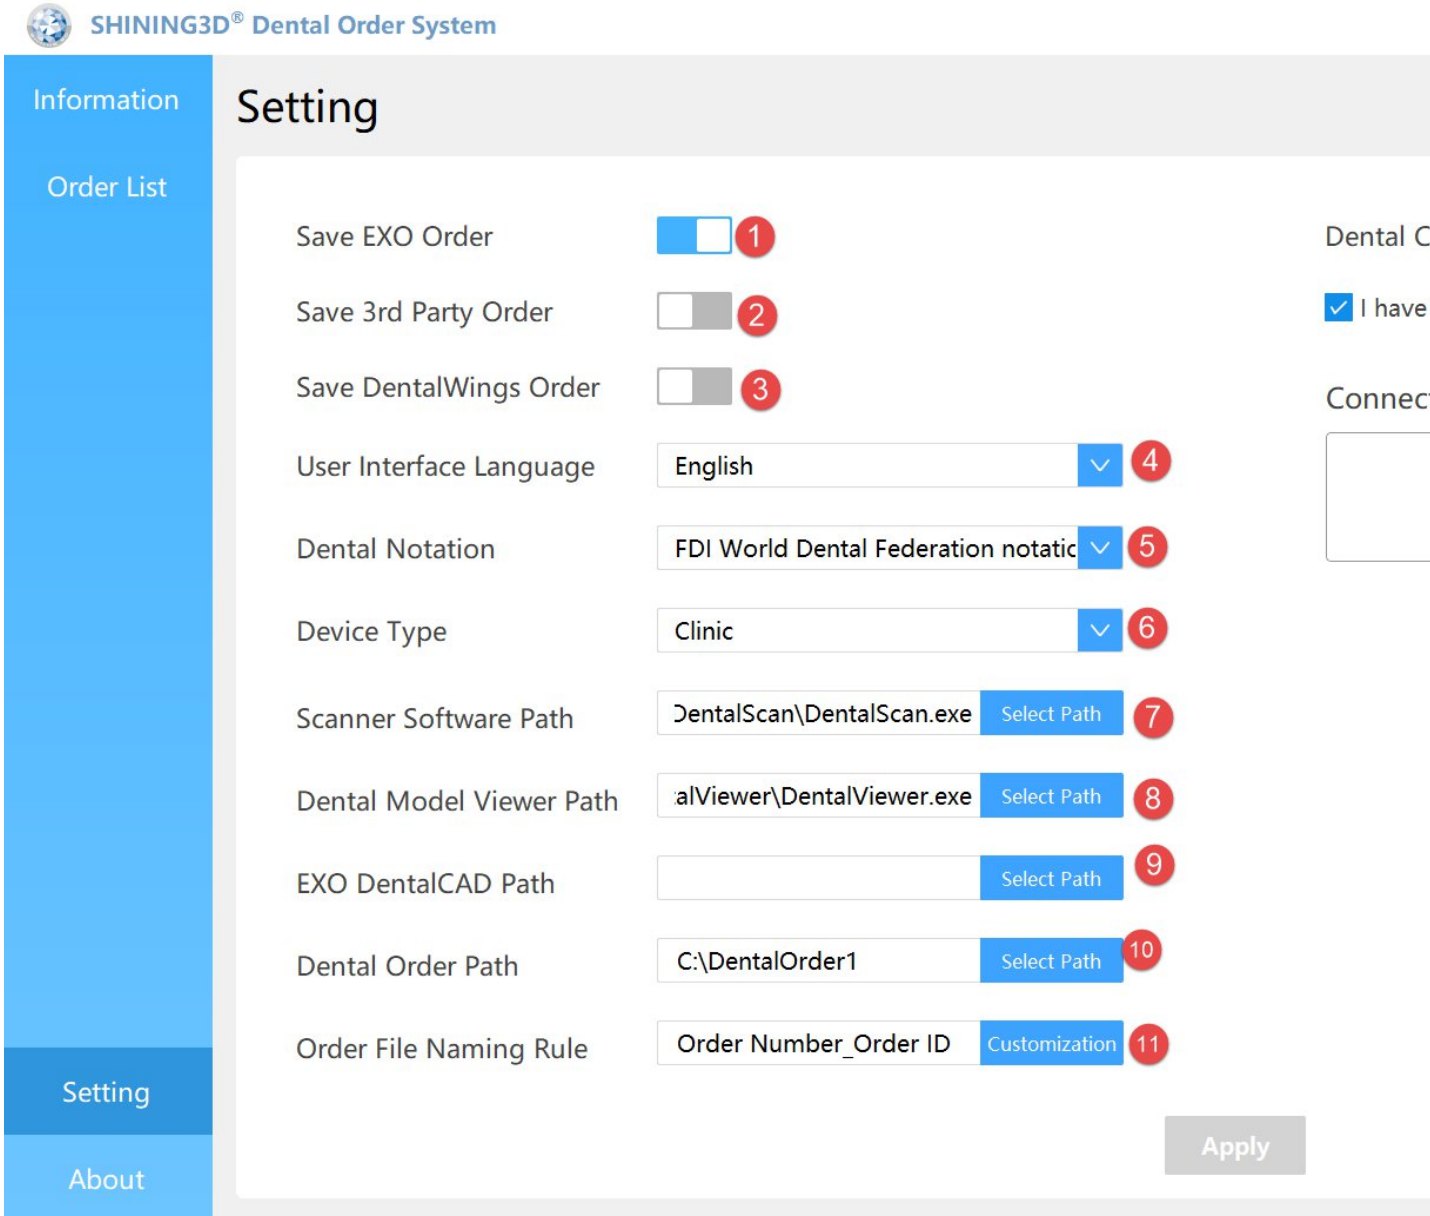 SHINING3D® Dental Order System
Information
Setting
Order List
Save EXO Order 1
Dental C
Save 3rd Party Order 2
I have
Save DentalWings Order 3
Connect
User Interface Language English 4
Dental Notation FDI World Dental Federation notatic 5
Device Type Clinic 6
Scanner Software Path DentalScan\DentalScan.exe Select Path 7
Dental Model Viewer Path talViewer\DentalViewer.exe Select Path 8
EXO DentalCAD Path Select Path 9
Dental Order Path C:\DentalOrder1 Select Path 10
Order File Naming Rule Order Number_Order ID Customization 11
Setting
Apply
About